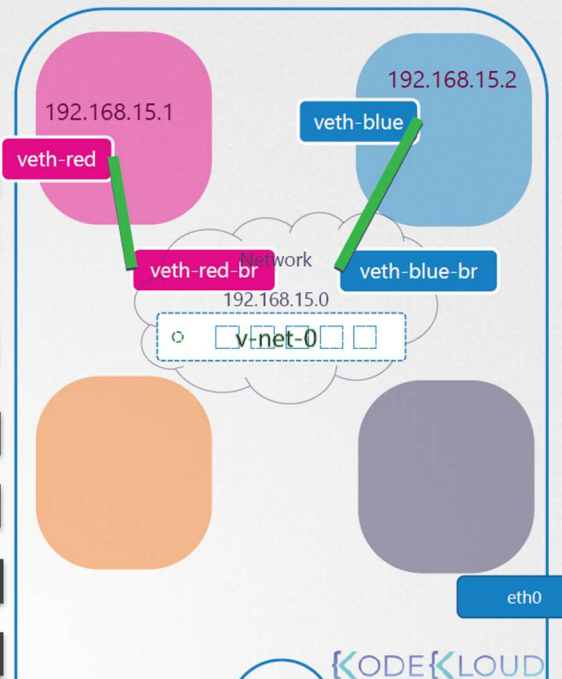 192.168.15.1
192.168.15.2
veth-red
veth-blue
Network
veth-red-br
veth-blue-br
192.168.15.0
v-net-0
eth0
KODEKLOUD